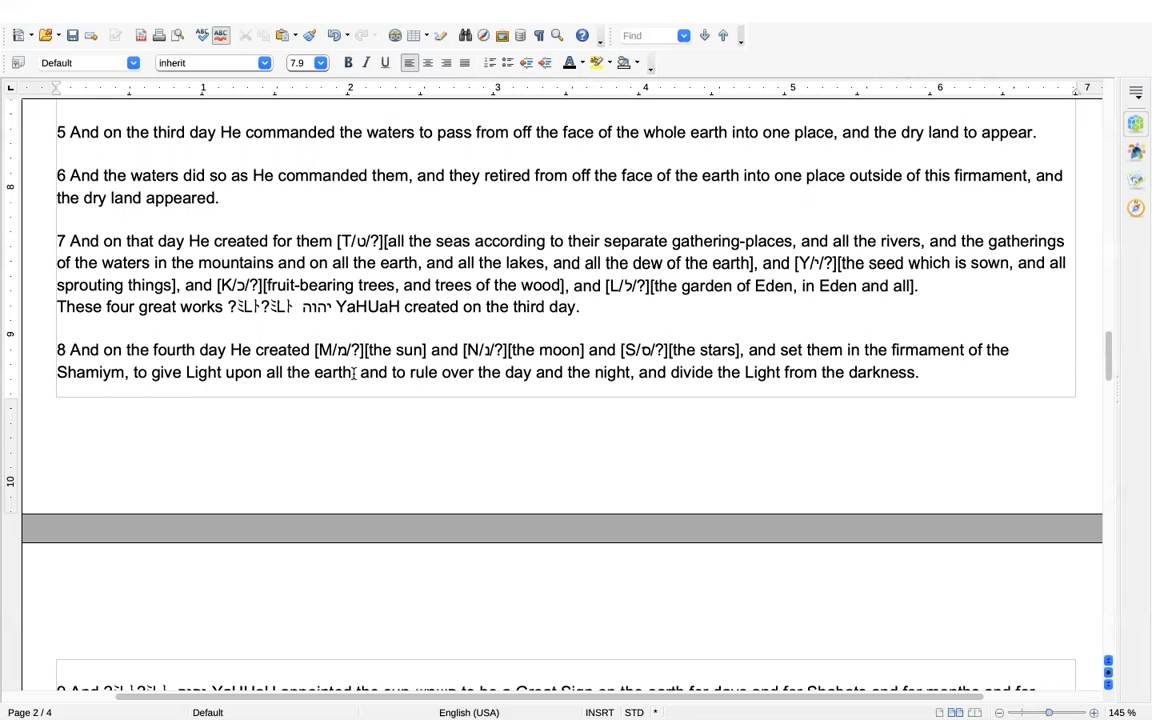 Find
Default
inherit
7.9
1 2 3 4 5 6 7
5 And on the third day He commanded the waters to pass from off the face of the whole earth into one place, and the dry land to appear.
6 And the waters did so as He commanded them, and they retired from off the face of the earth into one place outside of this firmament, and
the dry land appeared.
8
7 And on that day He created for them [T/ט/?][all the seas according to their separate gathering-places, and all the rivers, and the gatherings
of the waters in the mountains and on all the earth, and all the lakes, and all the dew of the earth], and [Y/י/?][the seed which is sown, and all
sprouting things], and [K/כ/?][fruit-bearing trees, and trees of the wood], and [L/ל/?][the garden of Eden, in Eden and all].
These four great works יהוה YaHUaH created on the third day.
9
8 And on the fourth day He created [M/מ/?][the sun] and [N/נ/?][the moon] and [S/ס/?][the stars], and set them in the firmament of the
Shamiym, to give Light upon all the earth, and to rule over the day and the night, and divide the Light from the darkness.
10
Page 2 / 4
Default
English (USA)
INSRT
STD
*
145 %